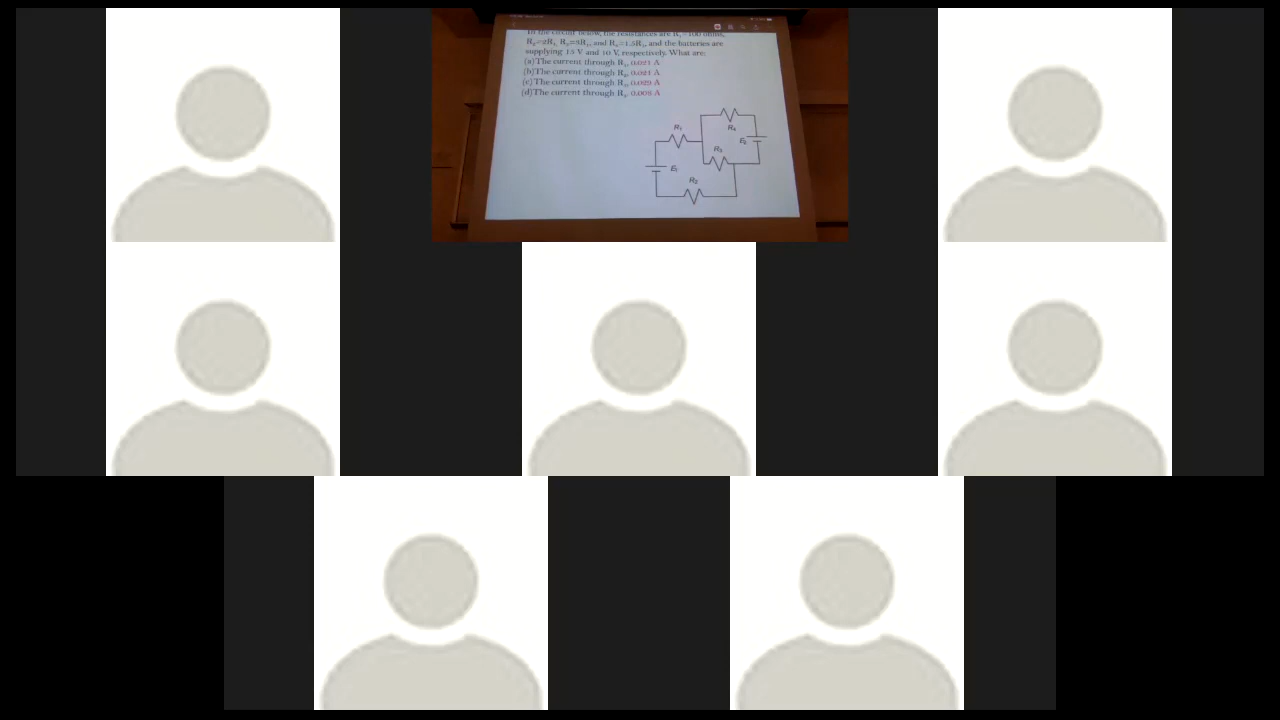 In the circuit below, the resistances are R₁=100 ohms,
R₂=2R₁, R₃=3R₁, and R₄=1.5R₁, and the batteries are
supplying 15 V and 10 V, respectively. What are:
(a)The current through R₁, 0.021 A
(b)The current through R₂, 0.021 A
(c)The current through R₃, 0.029 A
(d)The current through R₄, 0.008 A
R₄
R₁
E₂
R₃
E₁
R₂